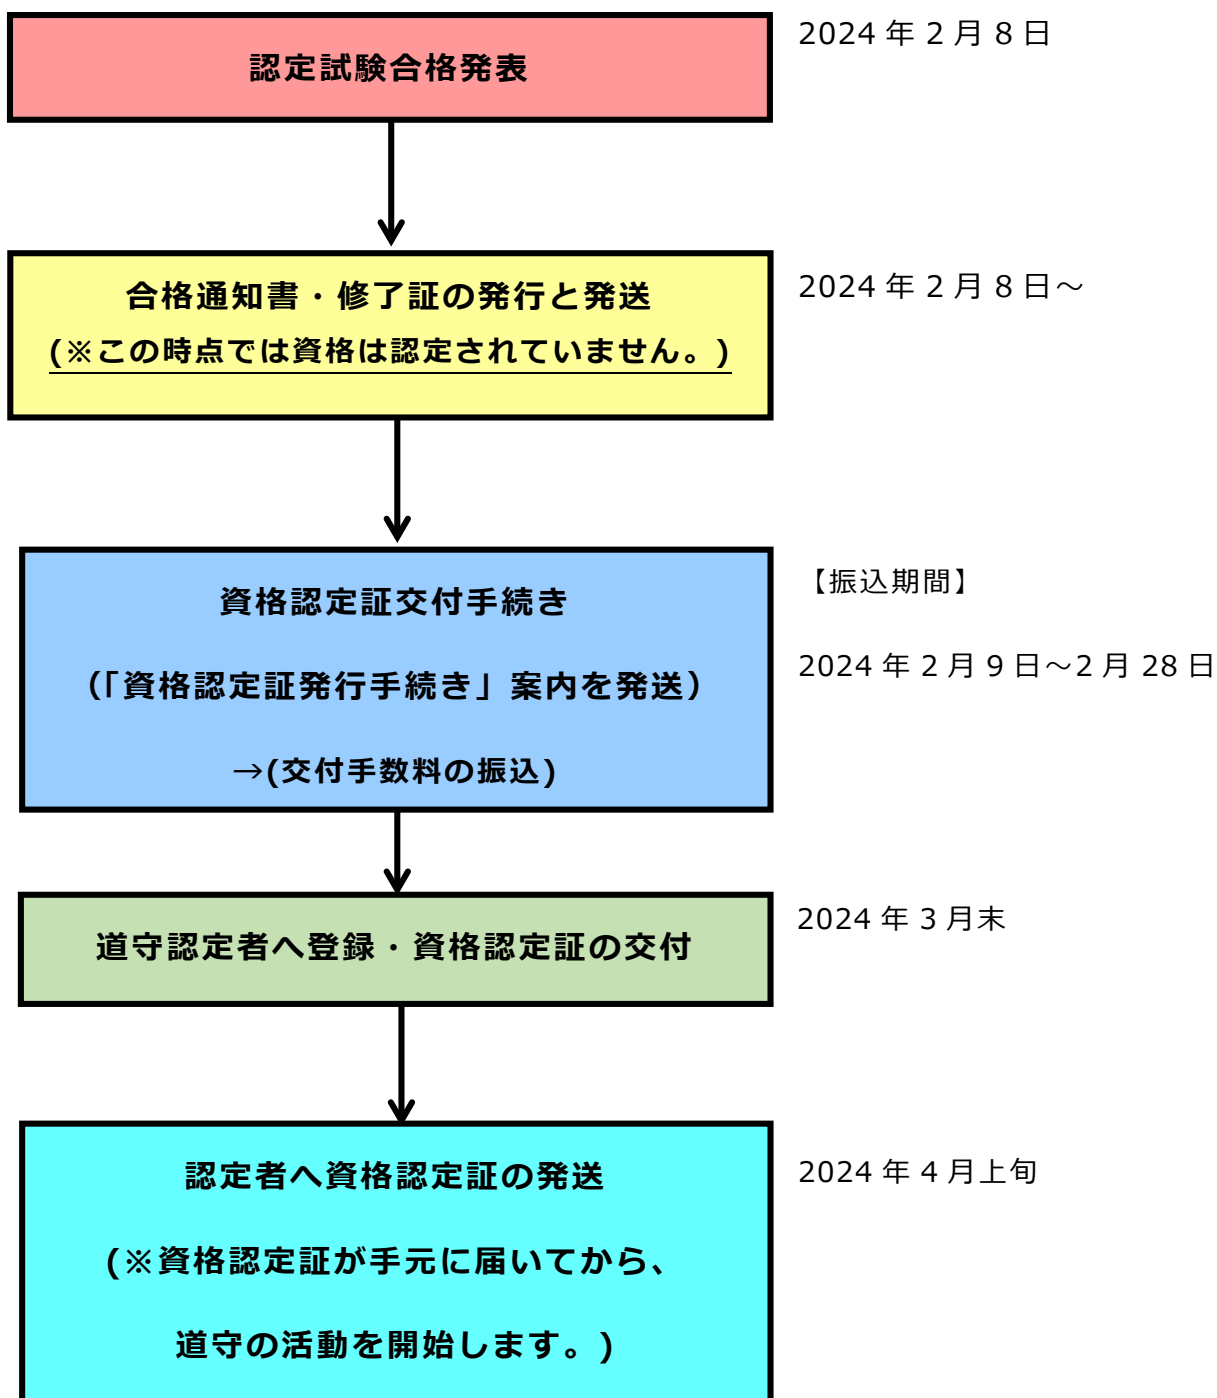 認定試験合格発表
2024年2月8日
合格通知書・修了証の発行と発送
(※この時点では資格は認定されていません。)
2024年2月8日～
資格認定証交付手続き
(「資格認定証発行手続き」案内を発送)
→(交付手数料の振込)
【振込期間】
2024年2月9日～2月28日
道守認定者へ登録・資格認定証の交付
2024年3月末
認定者へ資格認定証の発送
(※資格認定証が手元に届いてから、
道守の活動を開始します。)
2024年4月上旬